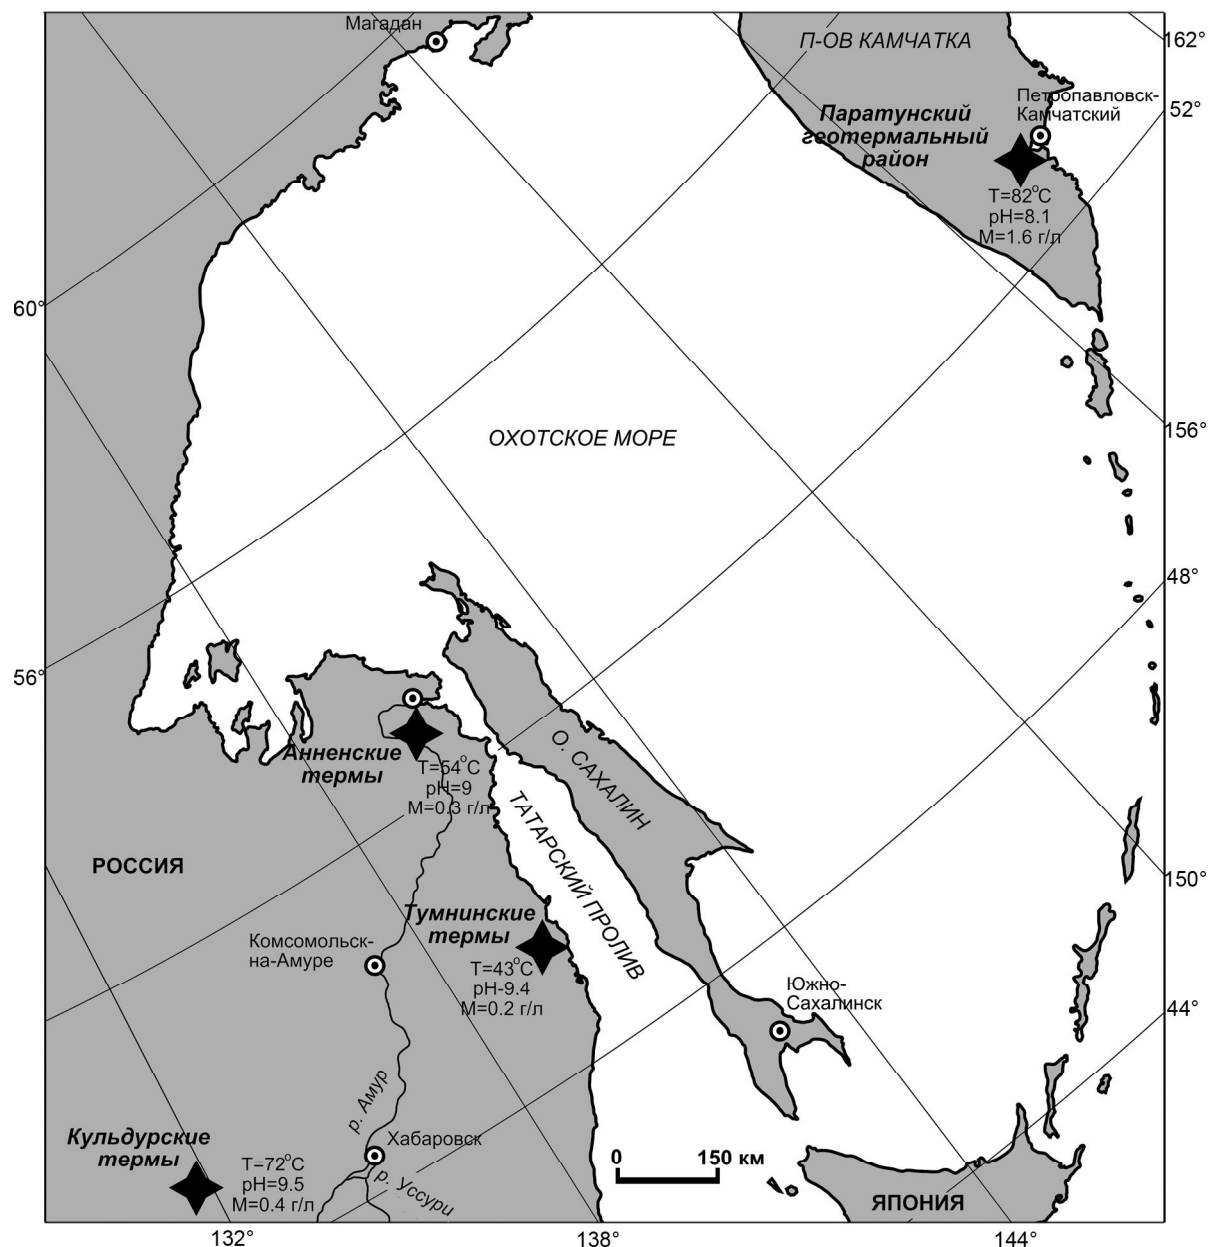 Магадан
П-ОВ КАМЧАТКА
162°
Петропавловск-
Камчатский
52°
Паратунский
геотермальный
район
T=82°C
pH=8.1
M=1.6 г/л
60°
ОХОТСКОЕ МОРЕ
156°
48°
56°
Анненские
термы
T=54°C
pH=9
M=0.3 г/л
О. САХАЛИН
ТАТАРСКИЙ ПРОЛИВ
РОССИЯ
150°
Тумнинские
термы
T=43°C
pH-9.4
M=0.2 г/л
Комсомольск-
на-Амуре
Южно-
Сахалинск
44°
р. Амур
Кульдурские
термы
T–72°C
pH=9.5
M=0.4 г/л
Хабаровск
р. Уссури
0 150 км
ЯПОНИЯ
132°
138°
144°